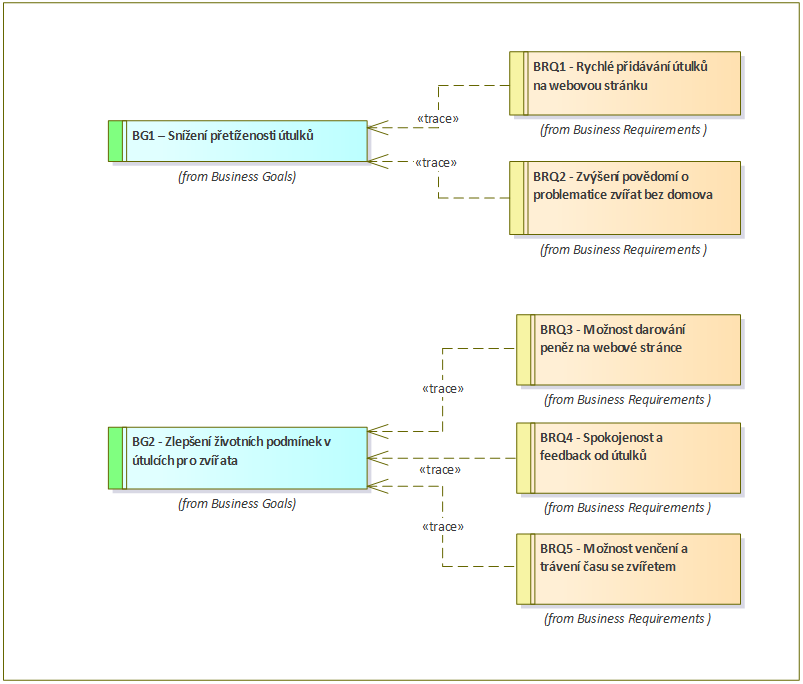 BRQ1 - Rychlé přidávání útulků
na webovou stránku
(from Business Requirements )
«trace»
BG1 – Snížení přetíženosti útulků
(from Business Goals)
«trace»
BRQ2 - Zvýšení povědomí o
problematice zvířat bez domova
(from Business Requirements )
BRQ3 - Možnost darování
peněz na webové stránce
(from Business Requirements )
«trace»
BG2 - Zlepšení životních podmínek v
útulcích pro zvířata
(from Business Goals)
BRQ4 - Spokojenost a
feedback od útulků
(from Business Requirements )
«trace»
«trace»
BRQ5 - Možnost venčení a
trávení času se zvířetem
(from Business Requirements )